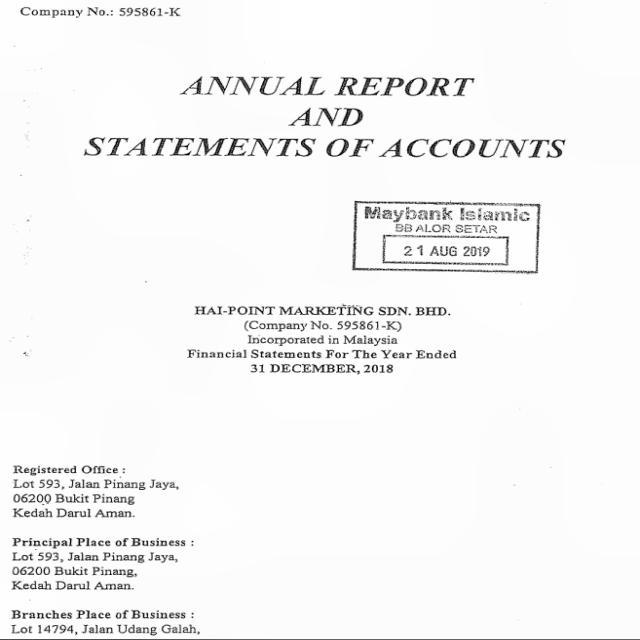 Company No.: 595861-K
ANNUAL REPORT
AND
STATEMENTS OF ACCOUNTS
Maybank Islamic
BB ALOR SETAR
21 AUG 2019
HAI-POINT MARKETING SDN. BHD.
(Company No. 595861-K)
Incorporated in Malaysia
Financial Statements For The Year Ended
31 DECEMBER, 2018
Registered Office :
Lot 593, Jalan Pinang Jaya,
06200 Bukit Pinang
Kedah Darul Aman.
Principal Place of Business :
Lot 593, Jalan Pinang Jaya,
06200 Bukit Pinang,
Kedah Darul Aman.
Branches Place of Business :
Lot 14794, Jalan Udang Galah,